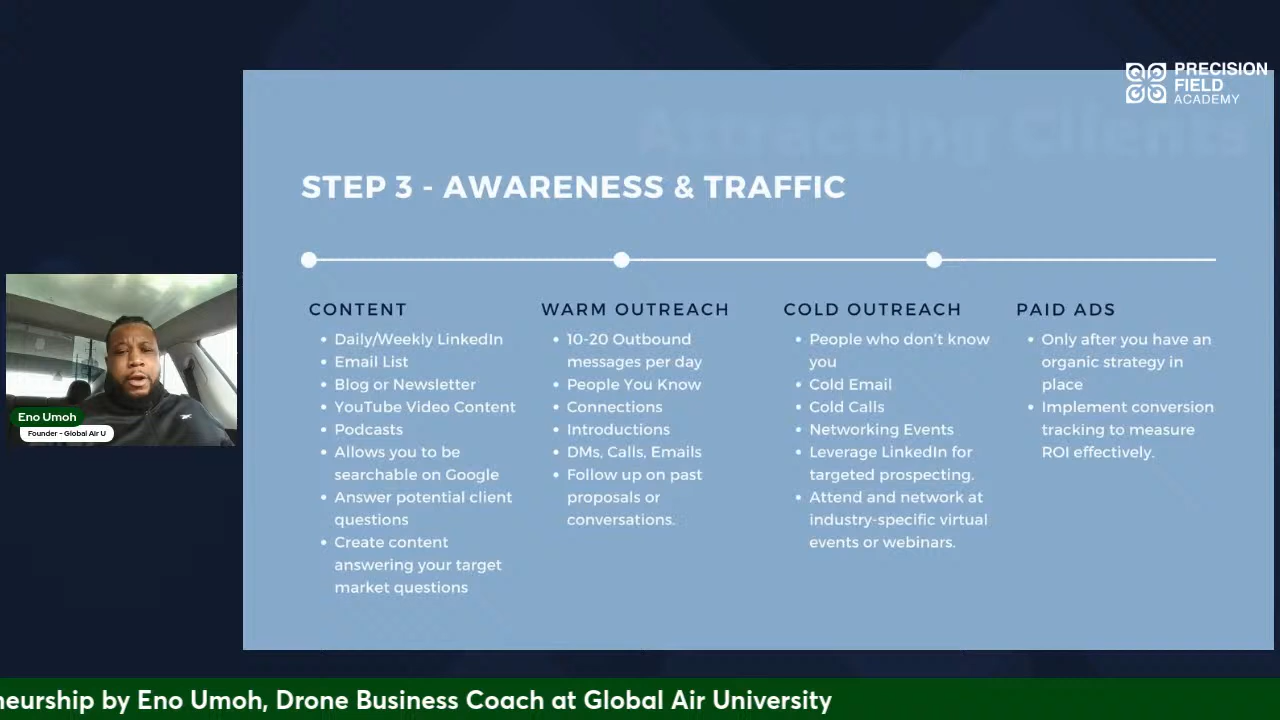 PRECISION
FIELD
ACADEMY
Attracting Clients
STEP 3 - AWARENESS & TRAFFIC
CONTENT
Daily/Weekly LinkedIn
Email List
Blog or Newsletter
YouTube Video Content
Podcasts
Allows you to be
searchable on Google
Answer potential client
questions
Create content
answering your target
market questions
WARM OUTREACH
10-20 Outbound
messages per day
People You Know
Connections
Introductions
DMs, Calls, Emails
Follow up on past
proposals or
conversations.
COLD OUTREACH
People who don't know
you
Cold Email
Cold Calls
Networking Events
Leverage LinkedIn for
targeted prospecting.
Attend and network at
industry-specific virtual
events or webinars.
PAID ADS
Only after you have an
organic strategy in
place
Implement conversion
tracking to measure
ROI effectively.
Eno Umoh
Founder - Global Air U
neurship by Eno Umoh, Drone Business Coach at Global Air University